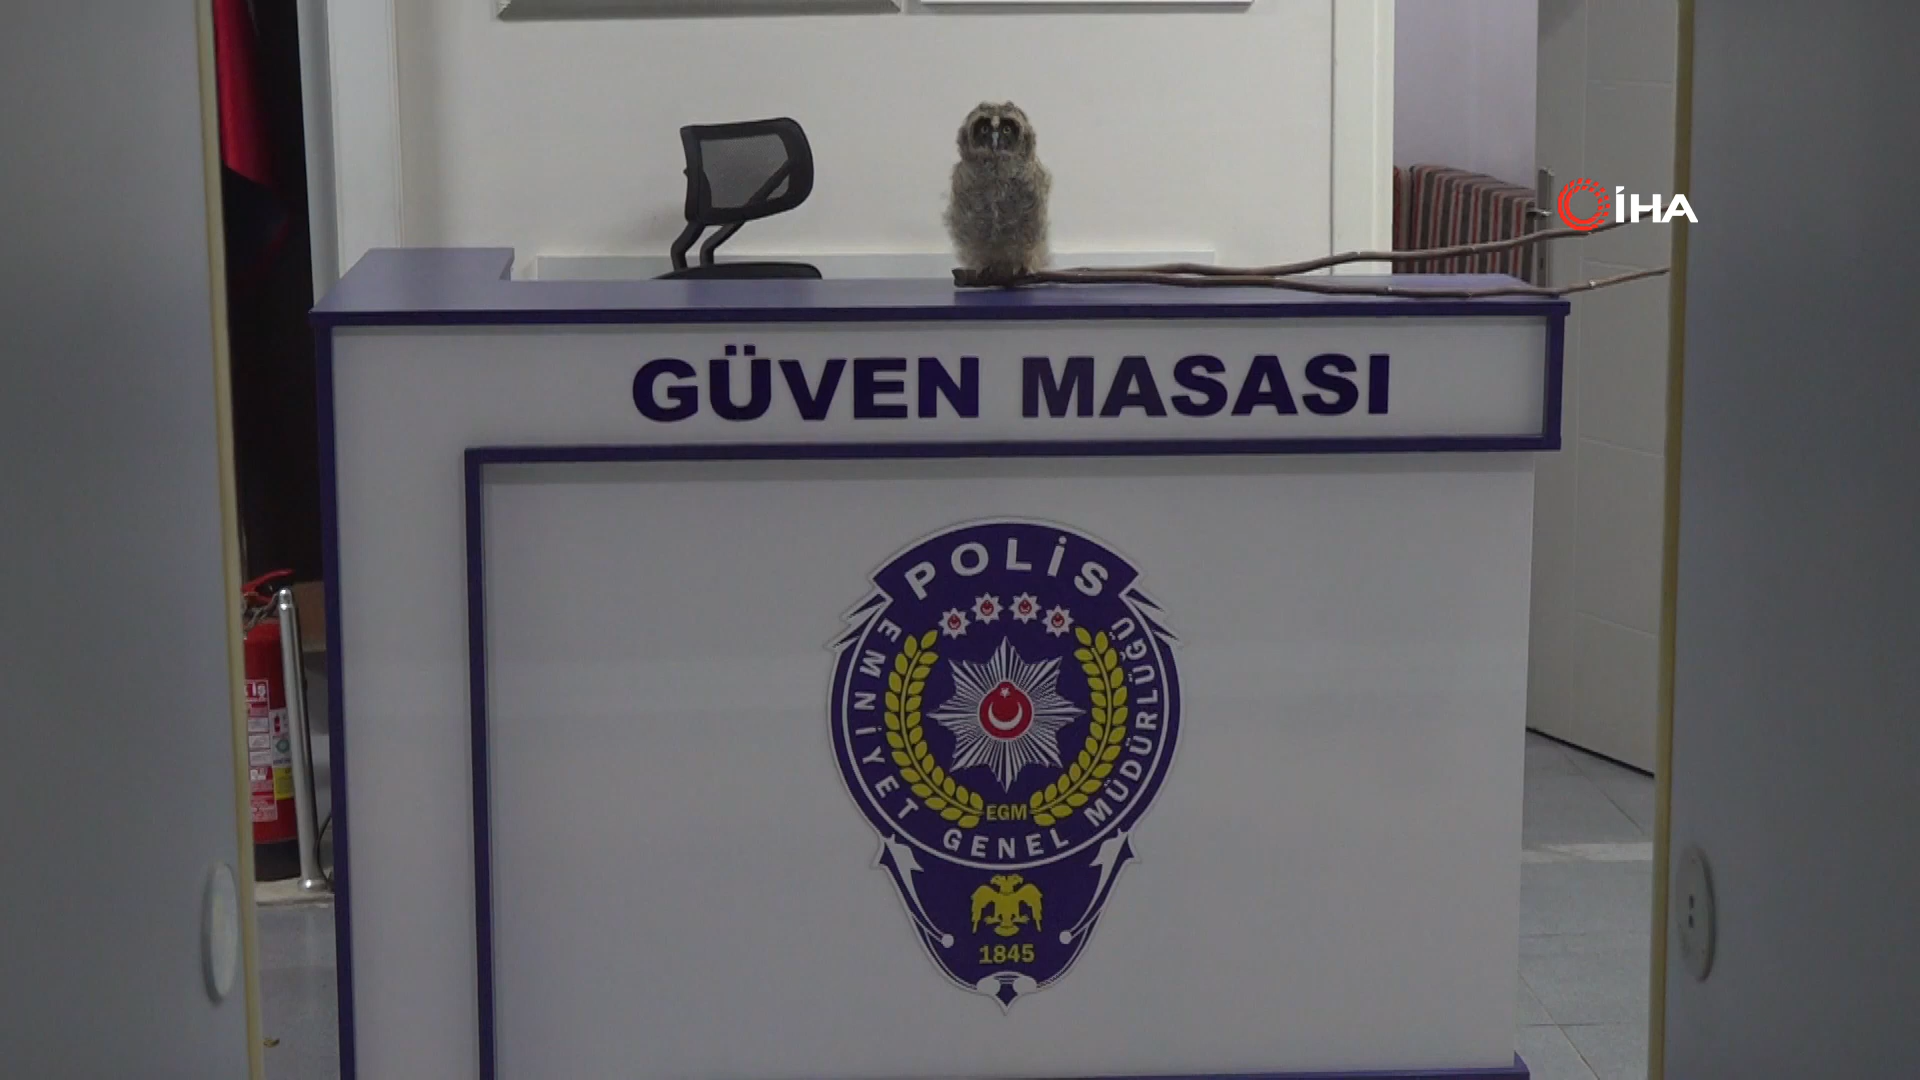 İHA
GÜVEN MASASI
POLİS
EMNİYET GENEL MÜDÜRLÜĞÜ
EGM
1845